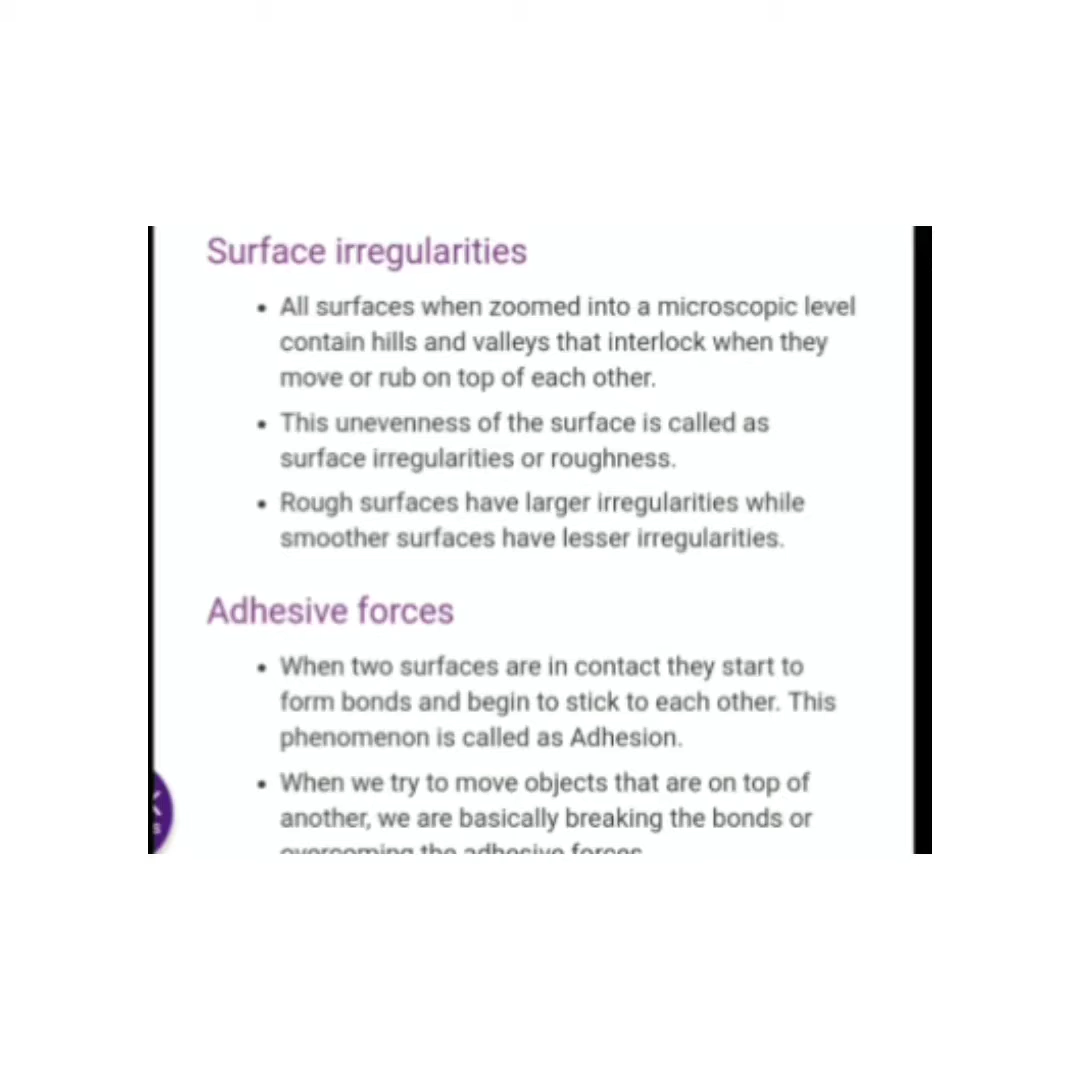 Surface irregularities
• All surfaces when zoomed into a microscopic level
contain hills and valleys that interlock when they
move or rub on top of each other.
• This unevenness of the surface is called as
surface irregularities or roughness.
• Rough surfaces have larger irregularities while
smoother surfaces have lesser irregularities.
Adhesive forces
• When two surfaces are in contact they start to
form bonds and begin to stick to each other. This
phenomenon is called as Adhesion.
• When we try to move objects that are on top of
another, we are basically breaking the bonds or
overcoming the adhesive forces.